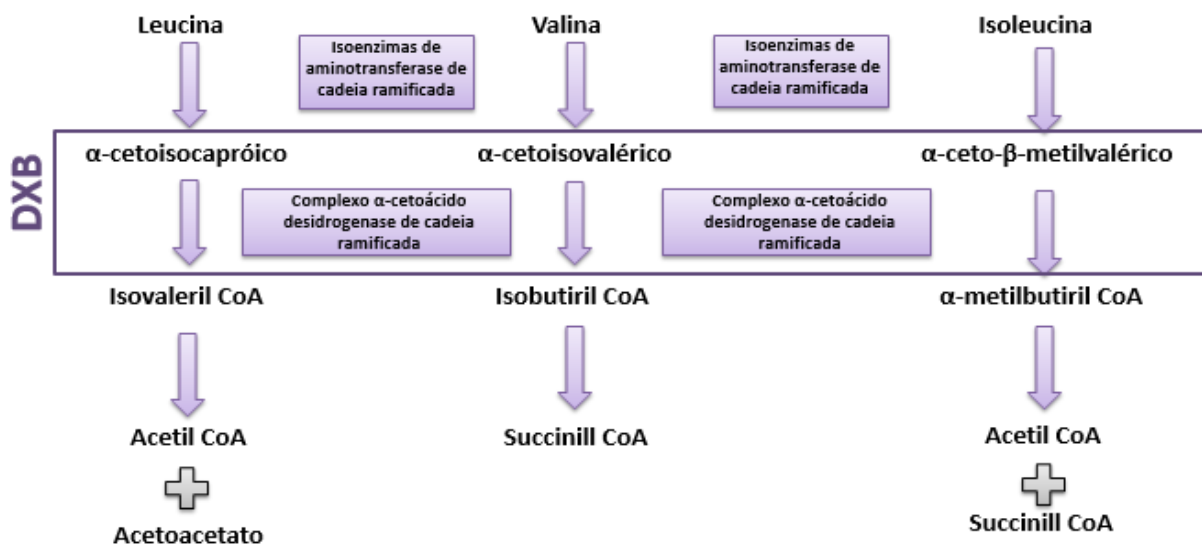 Leucina
Valina
Isoleucina
Isoenzimas de
aminotransferase de
cadeia ramificada
Isoenzimas de
aminotransferase de
cadeia ramificada
DXB
α-cetoisocapróico
α-cetoisovalérico
α-ceto-β-metilvalérico
Complexo α-cetoácido
desidrogenase de cadeia
ramificada
Complexo α-cetoácido
desidrogenase de cadeia
ramificada
Isovaleril CoA
Isobutiril CoA
α-metilbutiril CoA
Acetil CoA
Succinill CoA
Acetil CoA
Acetoacetato
Succinill CoA